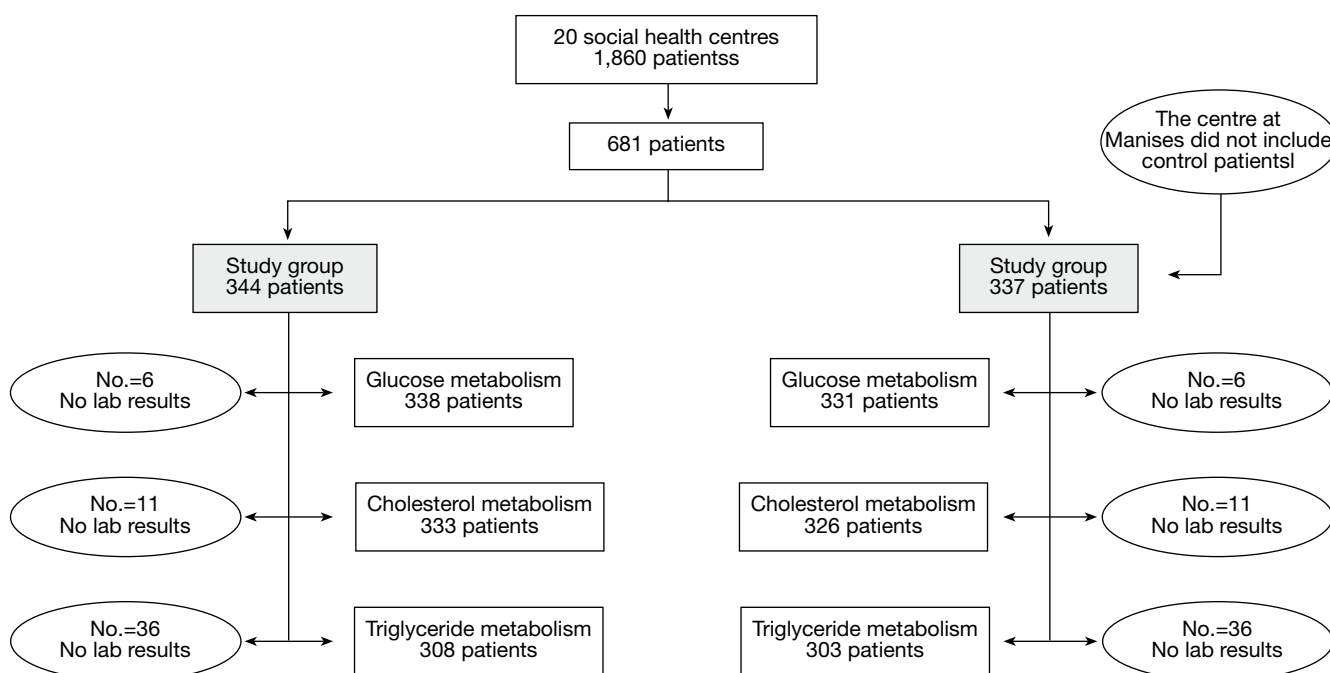 20 social health centres
1,860 patientss
681 patients
The centre at
Manises did not include
control patientsl
Study group
344 patients
Study group
337 patients
No.=6
No lab results
Glucose metabolism
338 patients
Glucose metabolism
331 patients
No.=6
No lab results
No.=11
No lab results
Cholesterol metabolism
333 patients
Cholesterol metabolism
326 patients
No.=11
No lab results
No.=36
No lab results
Triglyceride metabolism
308 patients
Triglyceride metabolism
303 patients
No.=36
No lab results